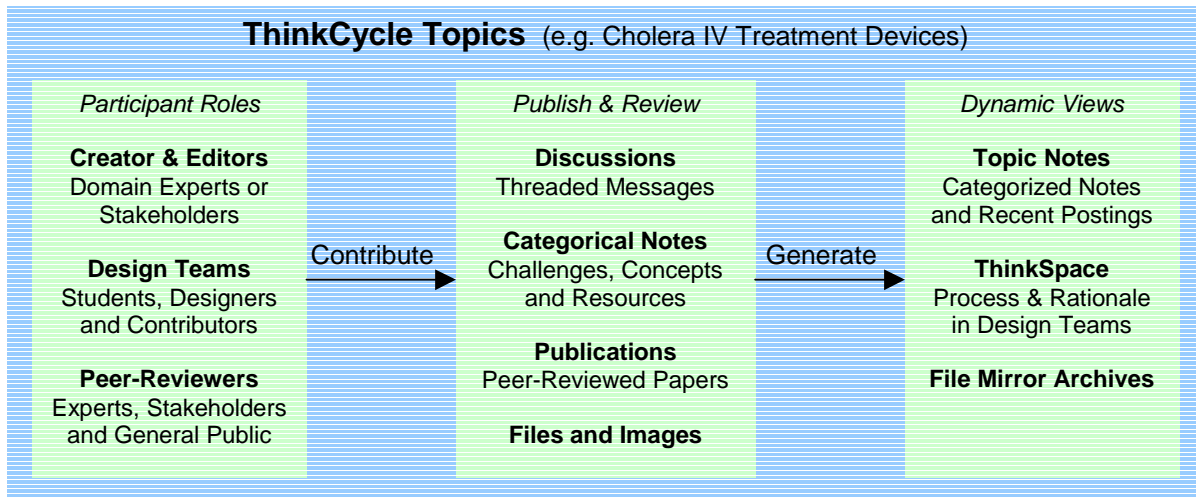 ThinkCycle Topics (e.g. Cholera IV Treatment Devices)
Participant Roles
Creator & Editors
Domain Experts or
Stakeholders
Design Teams
Students, Designers
and Contributors
Peer-Reviewers
Experts, Stakeholders
and General Public
Contribute
Publish & Review
Discussions
Threaded Messages
Categorical Notes
Challenges, Concepts
and Resources
Publications
Peer-Reviewed Papers
Files and Images
Generate
Dynamic Views
Topic Notes
Categorized Notes
and Recent Postings
ThinkSpace
Process & Rationale
in Design Teams
File Mirror Archives